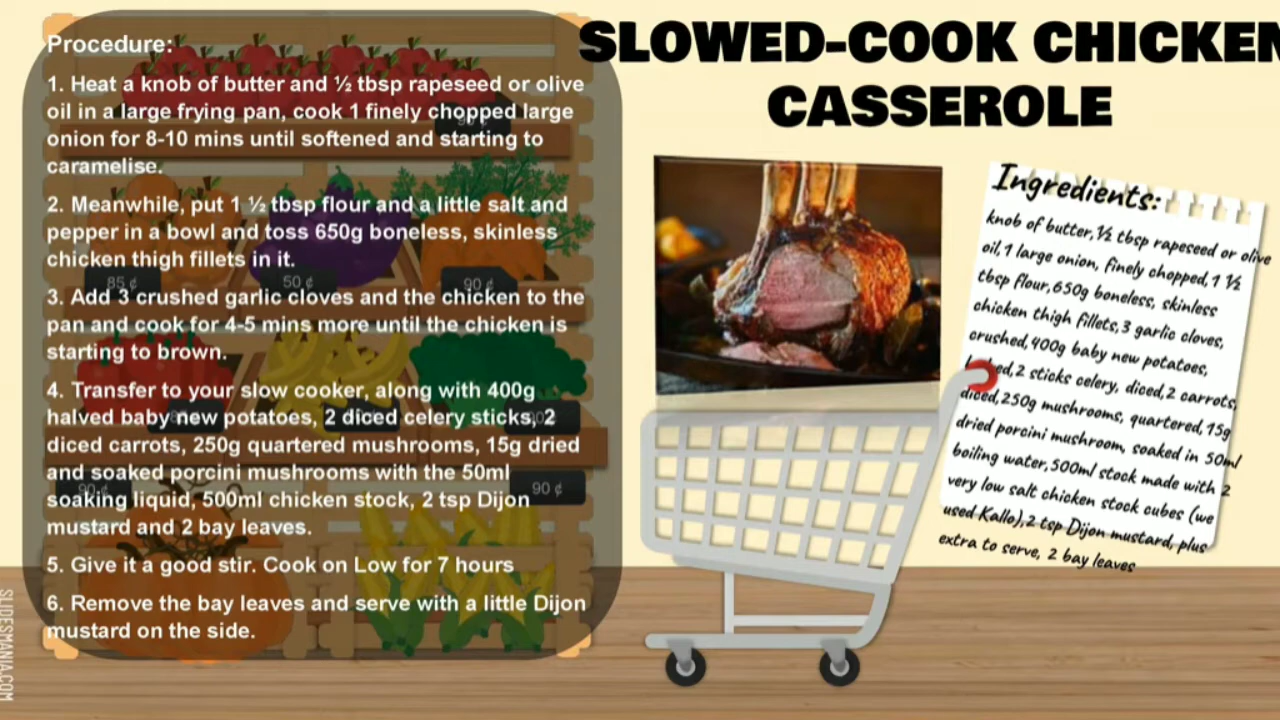 SLOWED-COOK CHICKEN
CASSEROLE
Procedure:
1. Heat a knob of butter and ½ tbsp rapeseed or olive
oil in a large frying pan, cook 1 finely chopped large
onion for 8-10 mins until softened and starting to
caramelise.
2. Meanwhile, put 1 ½ tbsp flour and a little salt and
pepper in a bowl and toss 650g boneless, skinless
chicken thigh fillets in it.
3. Add 3 crushed garlic cloves and the chicken to the
pan and cook for 4-5 mins more until the chicken is
starting to brown.
4. Transfer to your slow cooker, along with 400g
halved baby new potatoes, 2 diced celery sticks, 2
diced carrots, 250g quartered mushrooms, 15g dried
and soaked porcini mushrooms with the 50ml
soaking liquid, 500ml chicken stock, 2 tsp Dijon
mustard and 2 bay leaves.
5. Give it a good stir. Cook on Low for 7 hours
6. Remove the bay leaves and serve with a little Dijon
mustard on the side.
Ingredients:
knob of butter,½ tbsp rapeseed or olive
oil,1 large onion, finely chopped,1 ½
tbsp flour,650g boneless, skinless
chicken thigh fillets,3 garlic cloves,
crushed,400g baby new potatoes,
2 sticks celery, diced,2 carrots,
diced,250g mushrooms, quartered,15g
dried porcini mushroom, soaked in 50ml
boiling water,500ml stock made with 2
very low salt chicken stock cubes (we
used Kallo),2 tsp Dijon mustard, plus
extra to serve, 2 bay leaves
85 ¢
50 ¢
90 ¢
90 ¢
90 ¢
SLIDESMANIA.COM